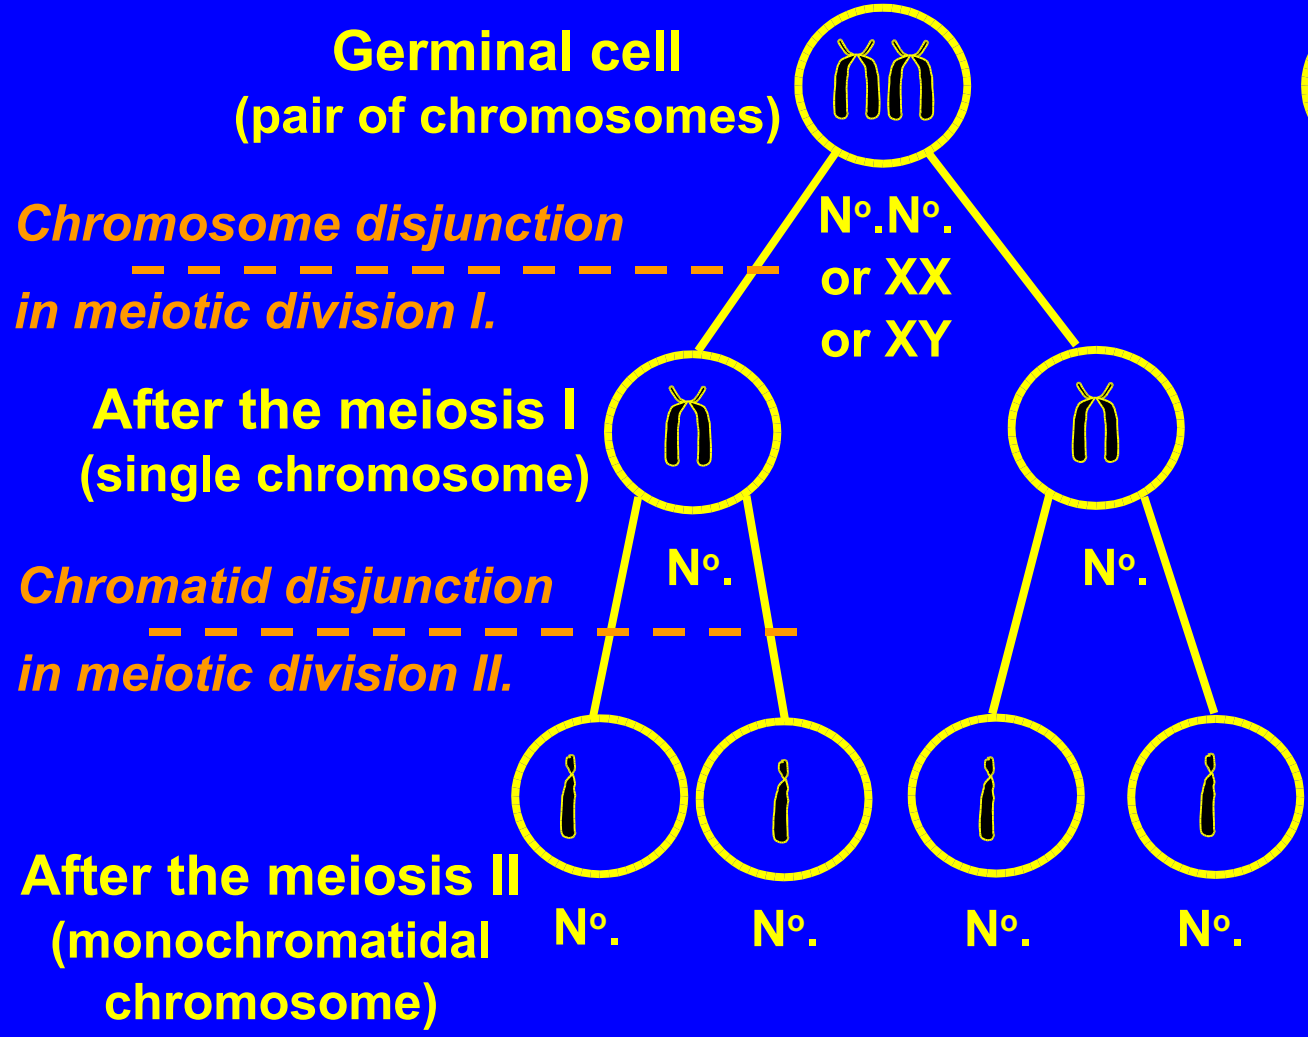 Germinal cell
(pair of chromosomes)
Chromosome disjunction
in meiotic division I.
Nº.Nº.
or XX
or XY
After the meiosis I
(single chromosome)
Nº.
Nº.
Chromatid disjunction
in meiotic division II.
After the meiosis II
(monochromatidal
chromosome)
Nº.
Nº.
Nº.
Nº.